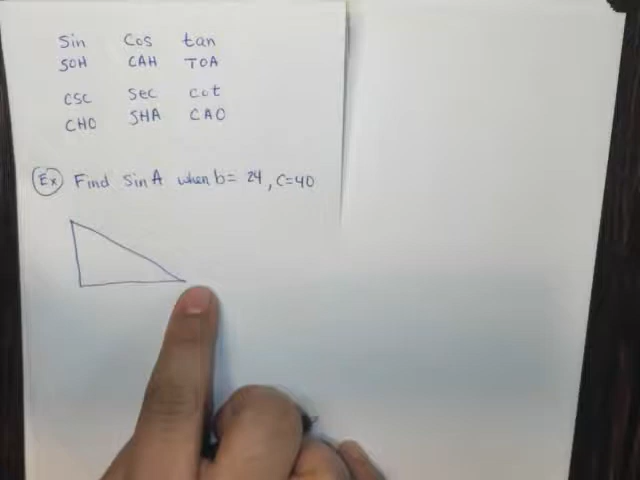 Sin Cos tan
SOH CAH TOA
CSC Sec Cot
CHO SHA CAO
Ex Find Sin A when b= 24, C=40